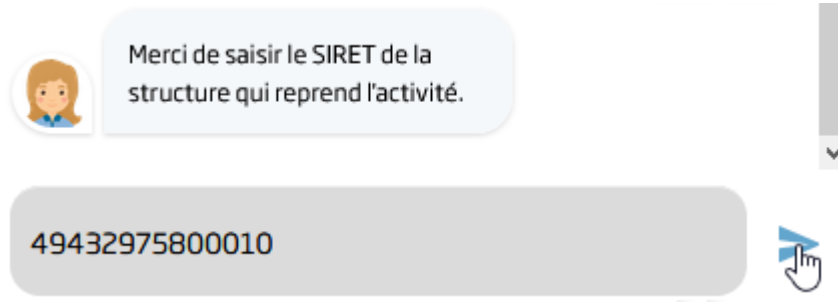 Merci de saisir le SIRET de la
structure qui reprend l'activité.
49432975800010